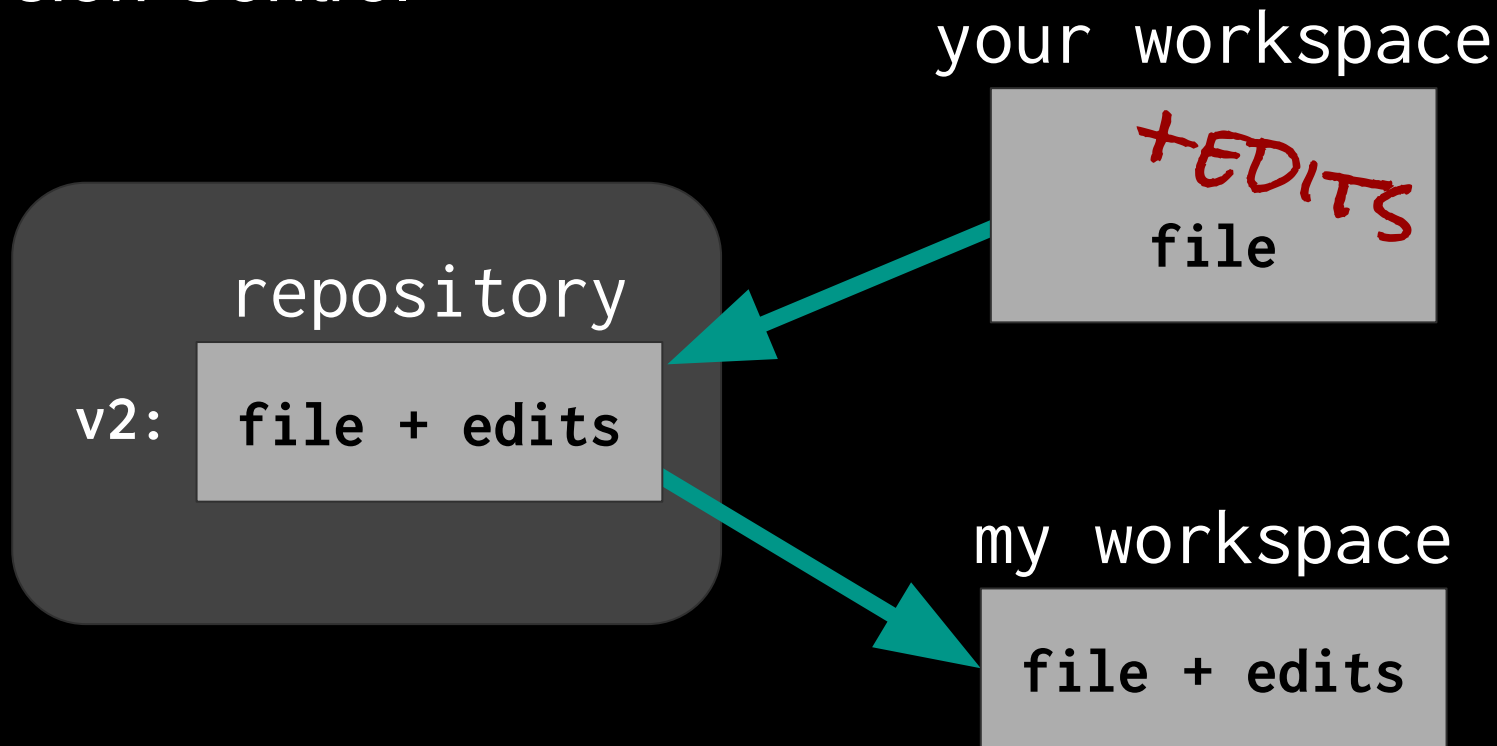 your workspace
+EDITS
file
repository
v2: file + edits
my workspace
file + edits